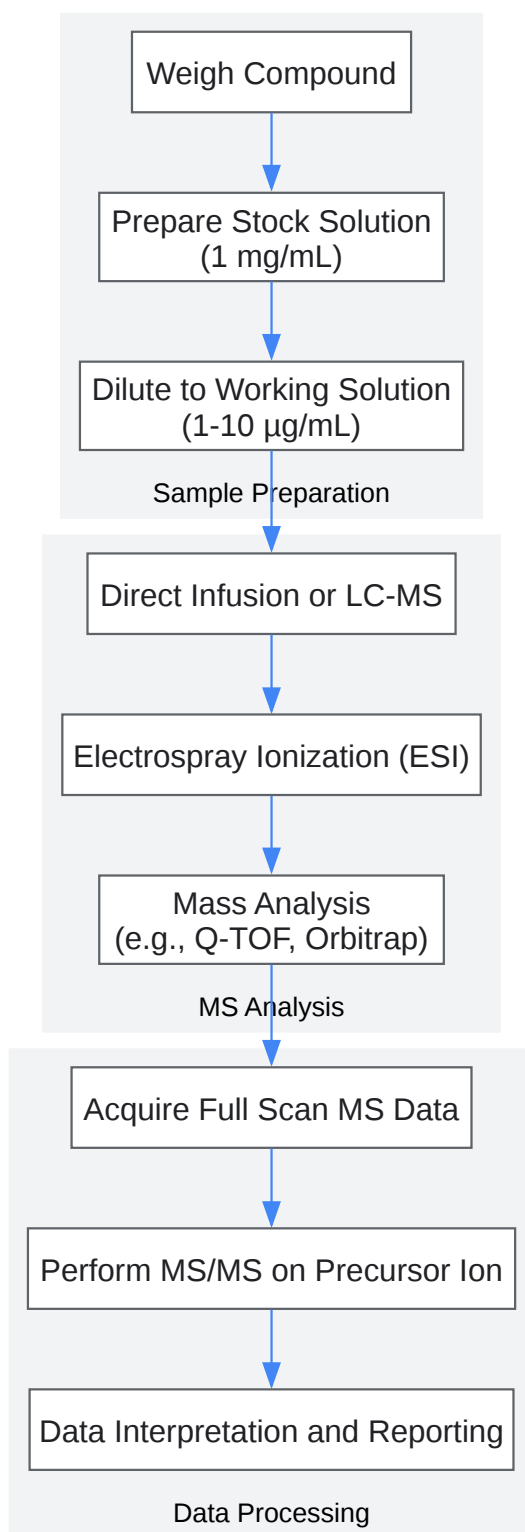 Weigh Compound
Prepare Stock Solution
(1 mg/mL)
Dilute to Working Solution
(1-10 µg/mL)
Sample Preparation
Direct Infusion or LC-MS
Electrospray Ionization (ESI)
Mass Analysis
(e.g., Q-TOF, Orbitrap)
MS Analysis
Acquire Full Scan MS Data
Perform MS/MS on Precursor Ion
Data Interpretation and Reporting
Data Processing